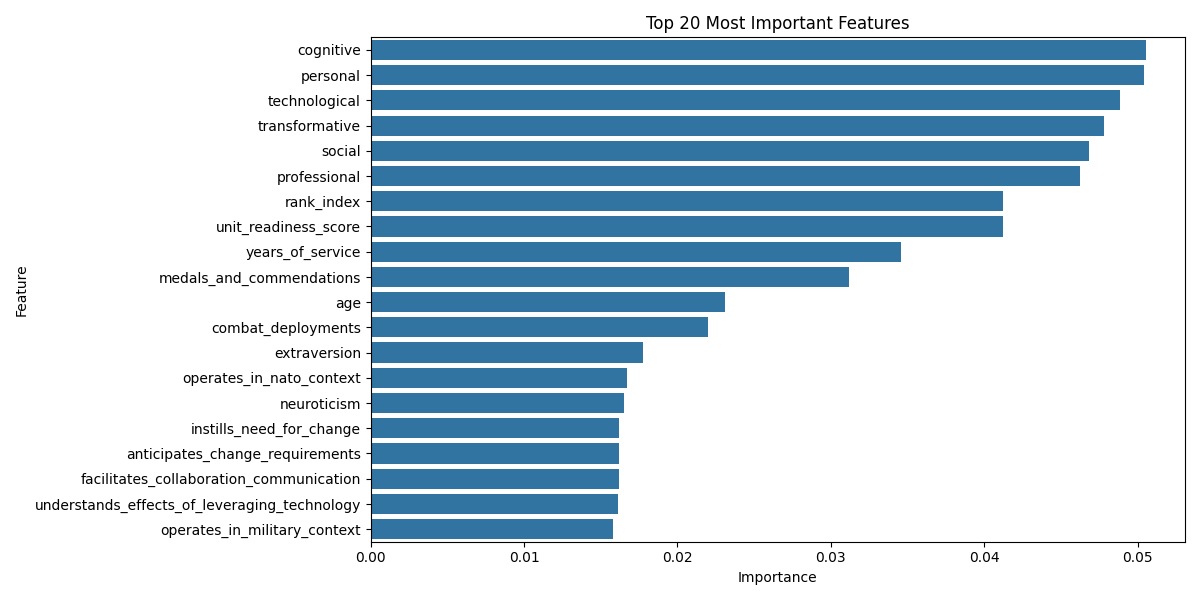 Top 20 Most Important Features
Feature
cognitive
personal
technological
transformative
social
professional
rank_index
unit_readiness_score
years_of_service
medals_and_commendations
age
combat_deployments
extraversion
operates_in_nato_context
neuroticism
instills_need_for_change
anticipates_change_requirements
facilitates_collaboration_communication
understands_effects_of_leveraging_technology
operates_in_military_context
0.00 0.01 0.02 0.03 0.04 0.05
Importance